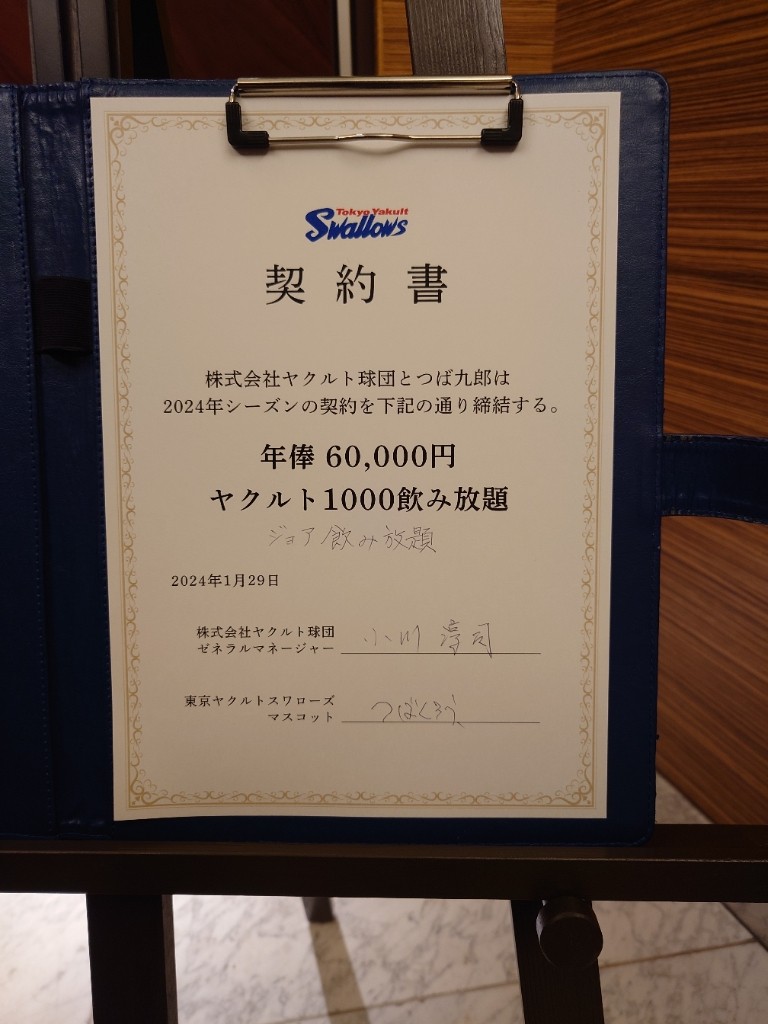 Tokyo Yakult
Swallows
契約書
株式会社ヤクルト球団とつば九郎は
2024年シーズンの契約を下記の通り締結する。
年俸 60,000円
ヤクルト1000飲み放題
ジョア飲み放題
2024年1月29日
株式会社ヤクルト球団
ゼネラルマネージャー 小川 淳司
東京ヤクルトスワローズ
マスコット つばくろう